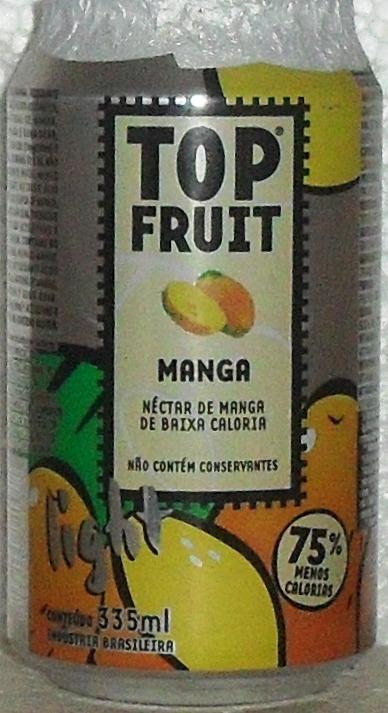 TOP®
FRUIT
MANGA
NÉCTAR DE MANGA
DE BAIXA CALORIA
NÃO CONTÉM CONSERVANTES
light
75%
MENOS
CALORIAS
CONTEÚDO 335ml
INDÚSTRIA BRASILEIRA